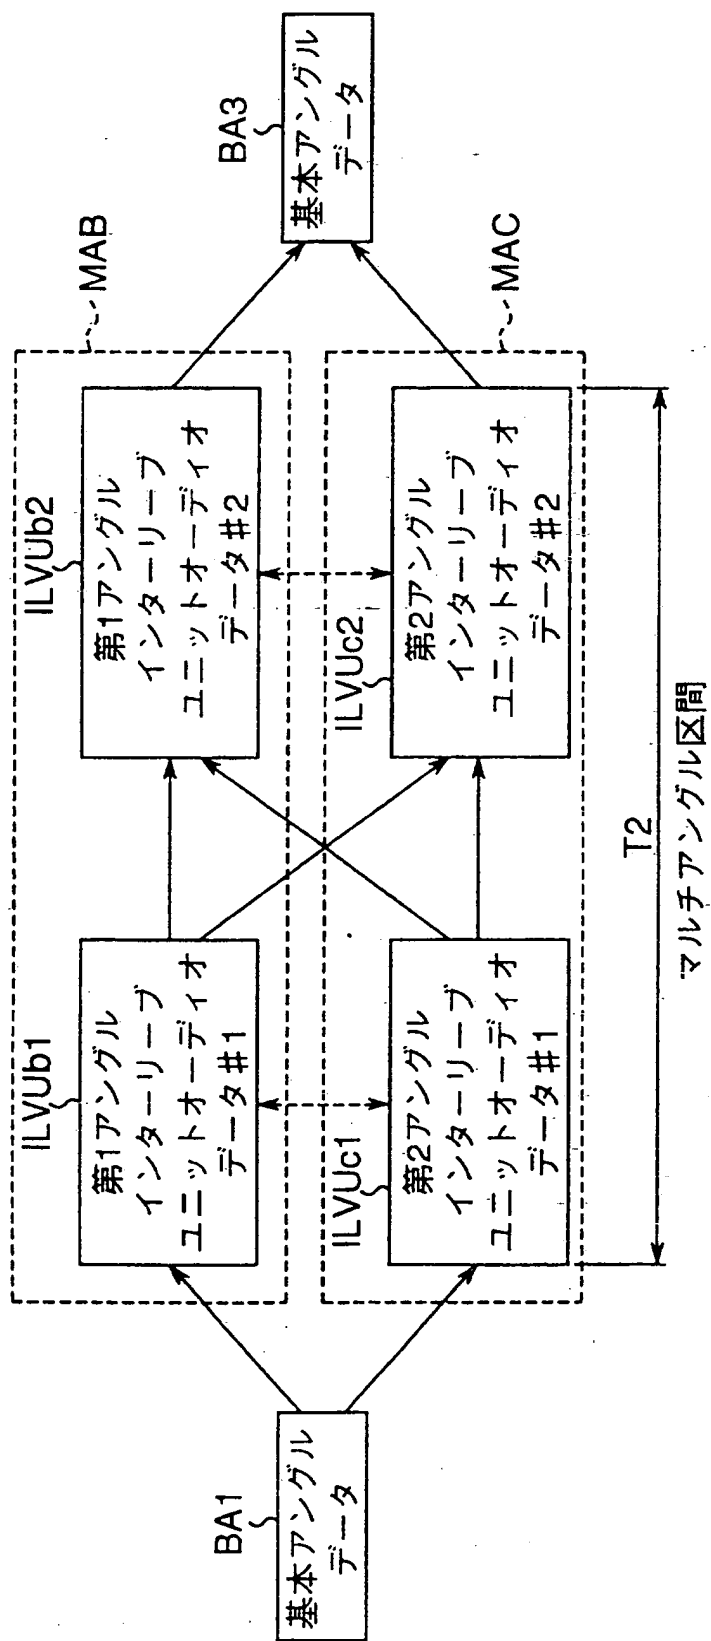 BA1
基本アングル
データ
MAB
ILVUb1
第1アングル
インターリーブ
ユニットオーディオ
データ#1
ILVUb2
第1アングル
インターリーブ
ユニットオーディオ
データ#2
ILVUc1
第2アングル
インターリーブ
ユニットオーディオ
データ#1
ILVUc2
第2アングル
インターリーブ
ユニットオーディオ
データ#2
MAC
BA3
基本アングル
データ
T2
マルチアングル区間